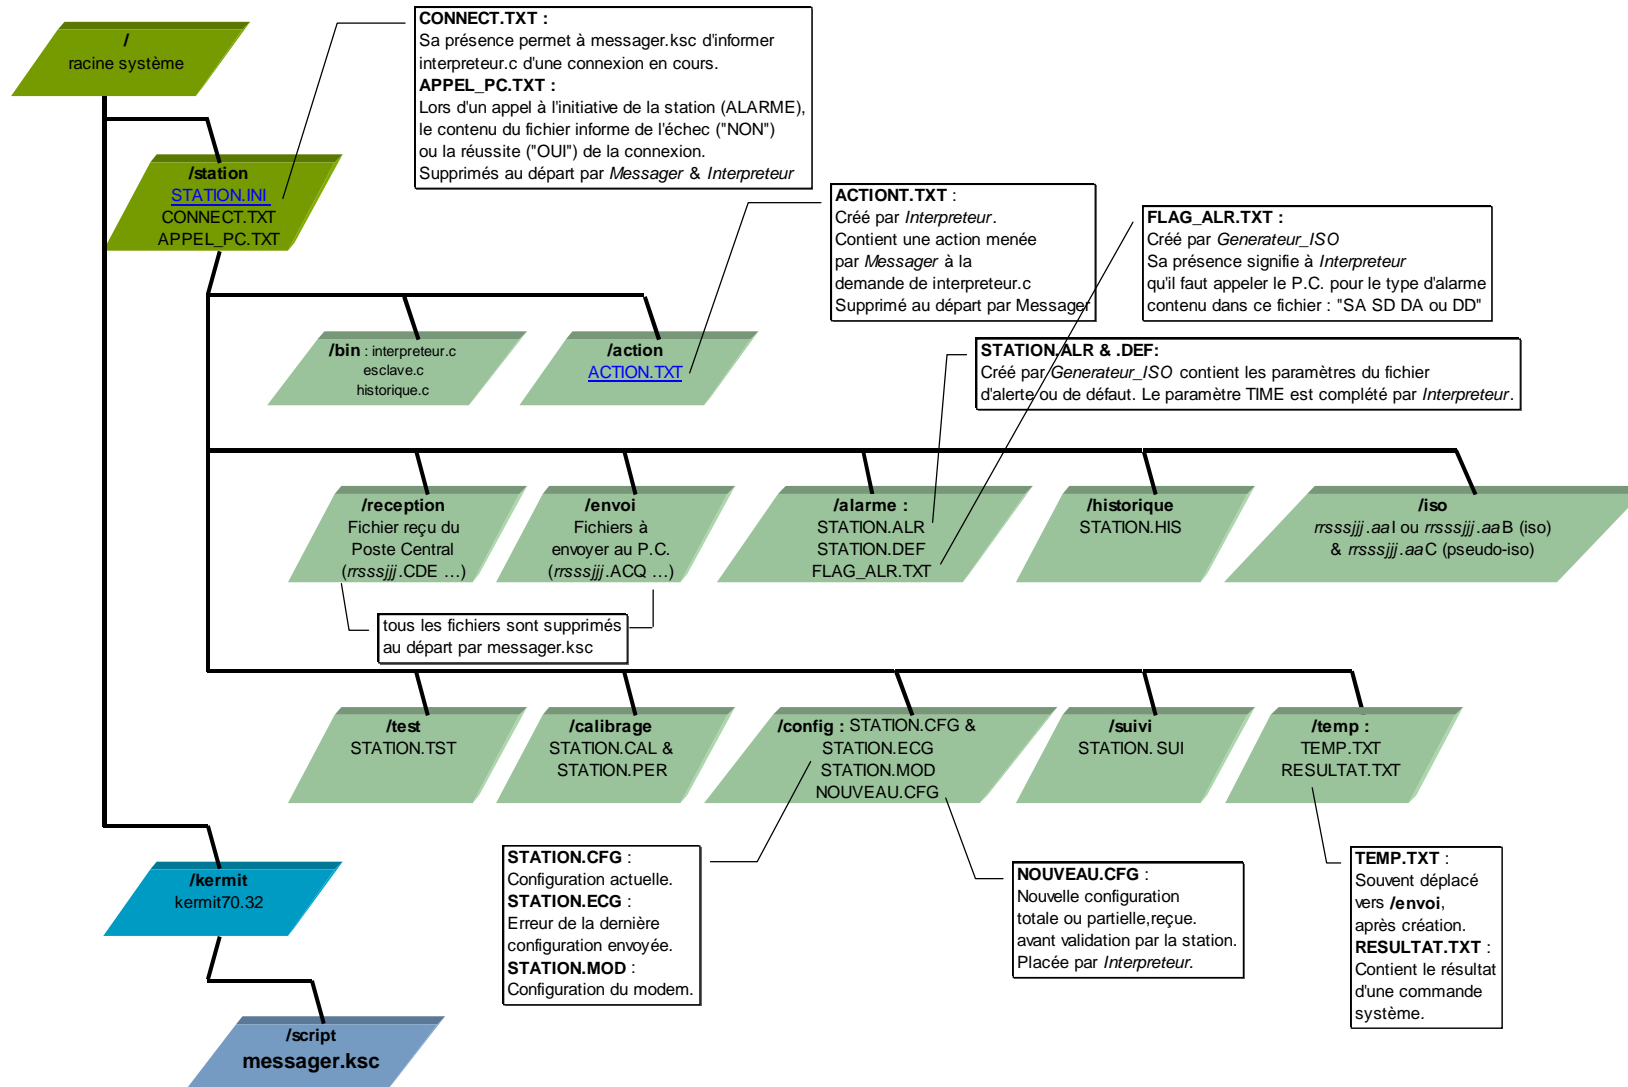 /
racine système
CONNECT.TXT :
Sa présence permet à messager.ksc d'informer
interpreteur.c d'une connexion en cours.
APPEL_PC.TXT :
Lors d'un appel à l'initiative de la station (ALARME),
le contenu du fichier informe de l'échec ("NON")
ou la réussite ("OUI") de la connexion.
Supprimés au départ par Messager & Interpreteur
/station
STATION.INI
CONNECT.TXT
APPEL_PC.TXT
ACTIONT.TXT :
Créé par Interpreteur.
Contient une action menée
par Messager à la
demande de interpreteur.c
Supprimé au départ par Messager
FLAG_ALR.TXT :
Créé par Generateur_ISO
Sa présence signifie à Interpreteur
qu'il faut appeler le P.C. pour le type d'alarme
contenu dans ce fichier : "SA SD DA ou DD"
/bin : interpreteur.c
esclave.c
historique.c
/action
ACTION.TXT
STATION.ALR & .DEF:
Créé par Generateur_ISO contient les paramètres du fichier
d'alerte ou de défaut. Le paramètre TIME est complété par Interpreteur.
/reception
Fichier reçu du
Poste Central
(rrsssjjj.CDE ...)
/envoi
Fichiers à
envoyer au P.C.
(rrsssjjj.ACQ ...)
/alarme :
STATION.ALR
STATION.DEF
FLAG_ALR.TXT
/historique
STATION.HIS
/iso
rrsssjjj.aaI ou rrsssjjj.aaB (iso)
& rrsssjjj.aaC (pseudo-iso)
tous les fichiers sont supprimés
au départ par messager.ksc
/test
STATION.TST
/calibrage
STATION.CAL &
STATION.PER
/config : STATION.CFG &
STATION.ECG
STATION.MOD
NOUVEAU.CFG
/suivi
STATION. SUI
/temp :
TEMP.TXT
RESULTAT.TXT
STATION.CFG :
Configuration actuelle.
STATION.ECG :
Erreur de la dernière
configuration envoyée.
STATION.MOD :
Configuration du modem.
NOUVEAU.CFG :
Nouvelle configuration
totale ou partielle,reçue.
avant validation par la station.
Placée par Interpreteur.
TEMP.TXT :
Souvent déplacé
vers /envoi,
après création.
RESULTAT.TXT :
Contient le résultat
d'une commande
système.
/kermit
kermit70.32
/script
messager.ksc